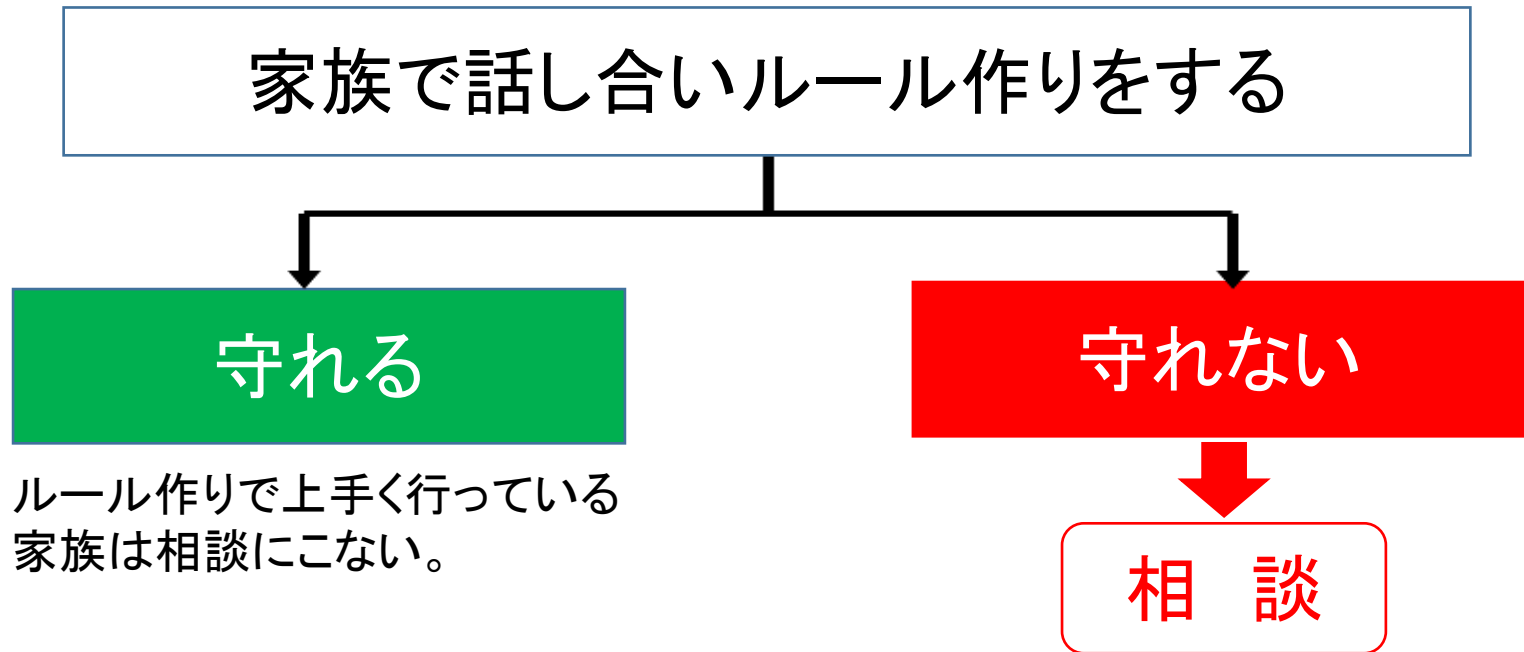 家族で話し合いルール作りをする
守れる
守れない
ルール作りで上手く行っている
家族は相談にこない。
相　談